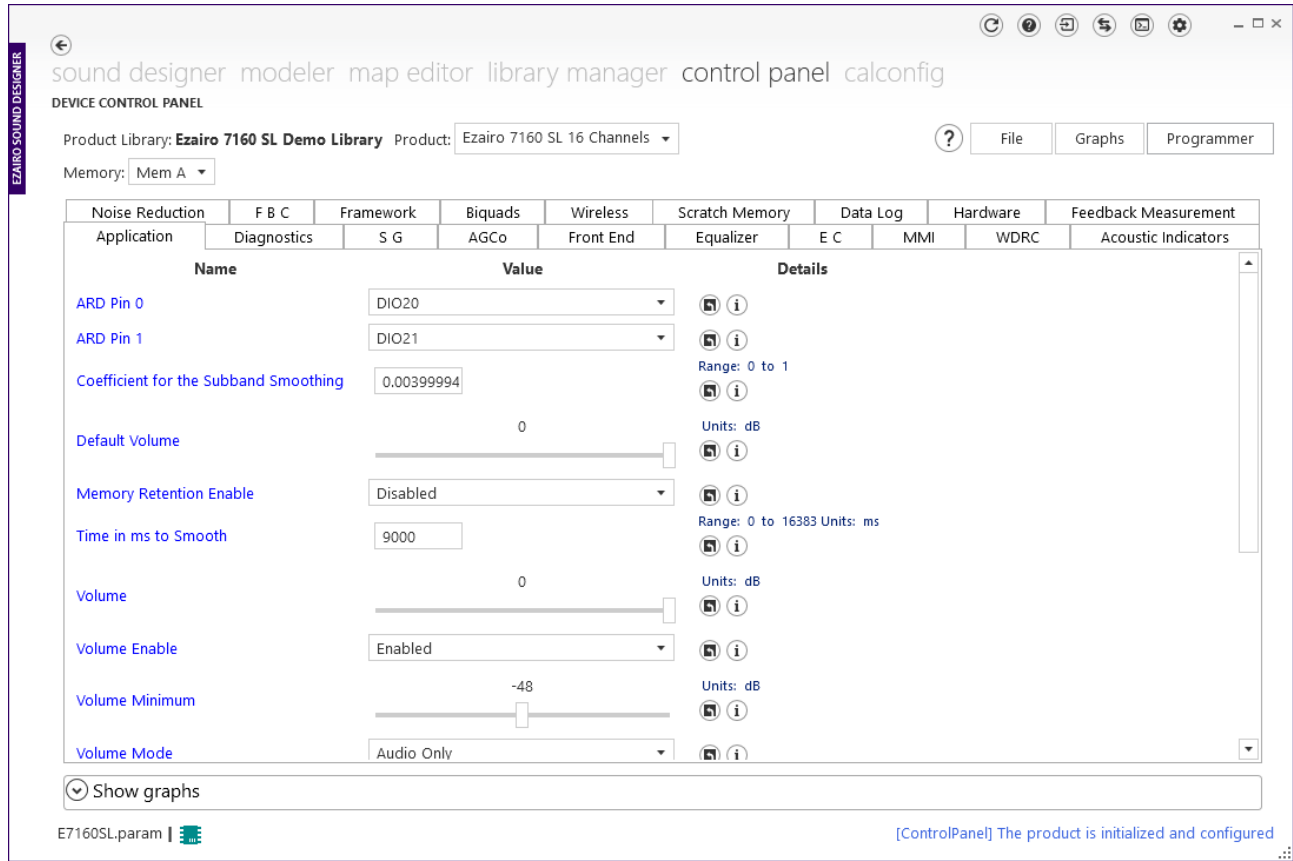 EZAIRO SOUND DESIGNER
sound designer modeler map editor library manager control panel calconfig
DEVICE CONTROL PANEL
Product Library: Ezairo 7160 SL Demo Library Product: Ezairo 7160 SL 16 Channels ? File Graphs Programmer
Memory: Mem A
Noise Reduction F B C Framework Biquads Wireless Scratch Memory Data Log Hardware Feedback Measurement
Application Diagnostics S G AGCo Front End Equalizer E C MMI WDRC Acoustic Indicators
Name Value Details
ARD Pin 0 DIO20
ARD Pin 1 DIO21
Range: 0 to 1
Coefficient for the Subband Smoothing 0.00399994
0 Units: dB
Default Volume
Memory Retention Enable Disabled
Range: 0 to 16383 Units: ms
Time in ms to Smooth 9000
0 Units: dB
Volume
Volume Enable Enabled
-48 Units: dB
Volume Minimum
Volume Mode Audio Only
Show graphs
E7160SL.param | [ControlPanel] The product is initialized and configured